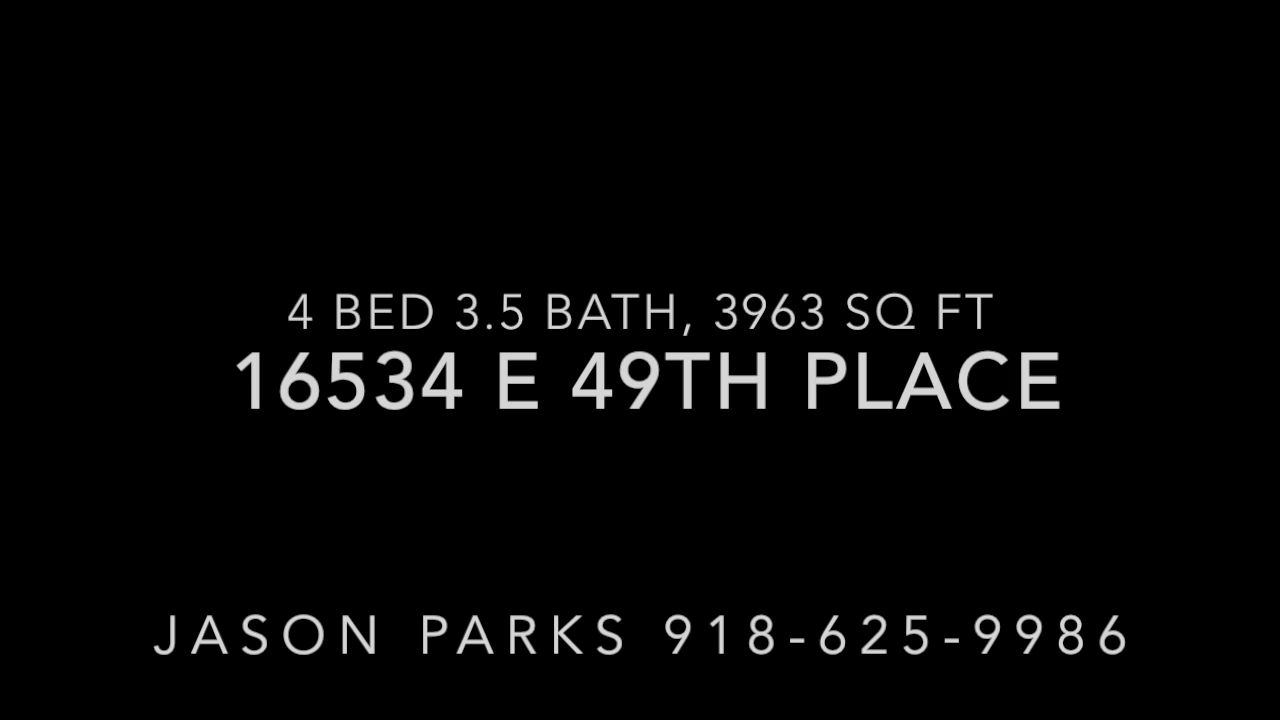 4 BED 3.5 BATH, 3963 SQ FT
16534 E 49TH PLACE
JASON PARKS 918-625-9986